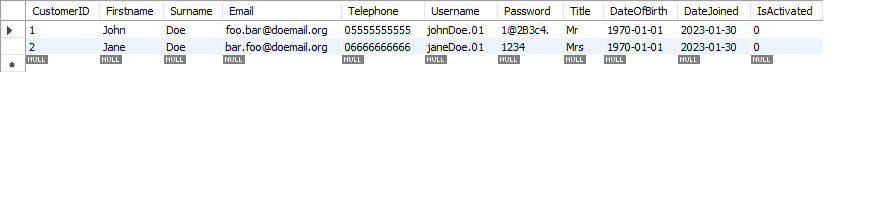 CustomerID Firstname Surname Email Telephone Username Password Title DateOfBirth DateJoined IsActivated
1 John Doe foo.bar@doemail.org 05555555555 johnDoe.01 1@2B3c4. Mr 1970-01-01 2023-01-30 0
2 Jane Doe bar.foo@doemail.org 06666666666 janeDoe.01 1234 Mrs 1970-01-01 2023-01-30 0
NULL NULL NULL NULL NULL NULL NULL NULL NULL NULL NULL